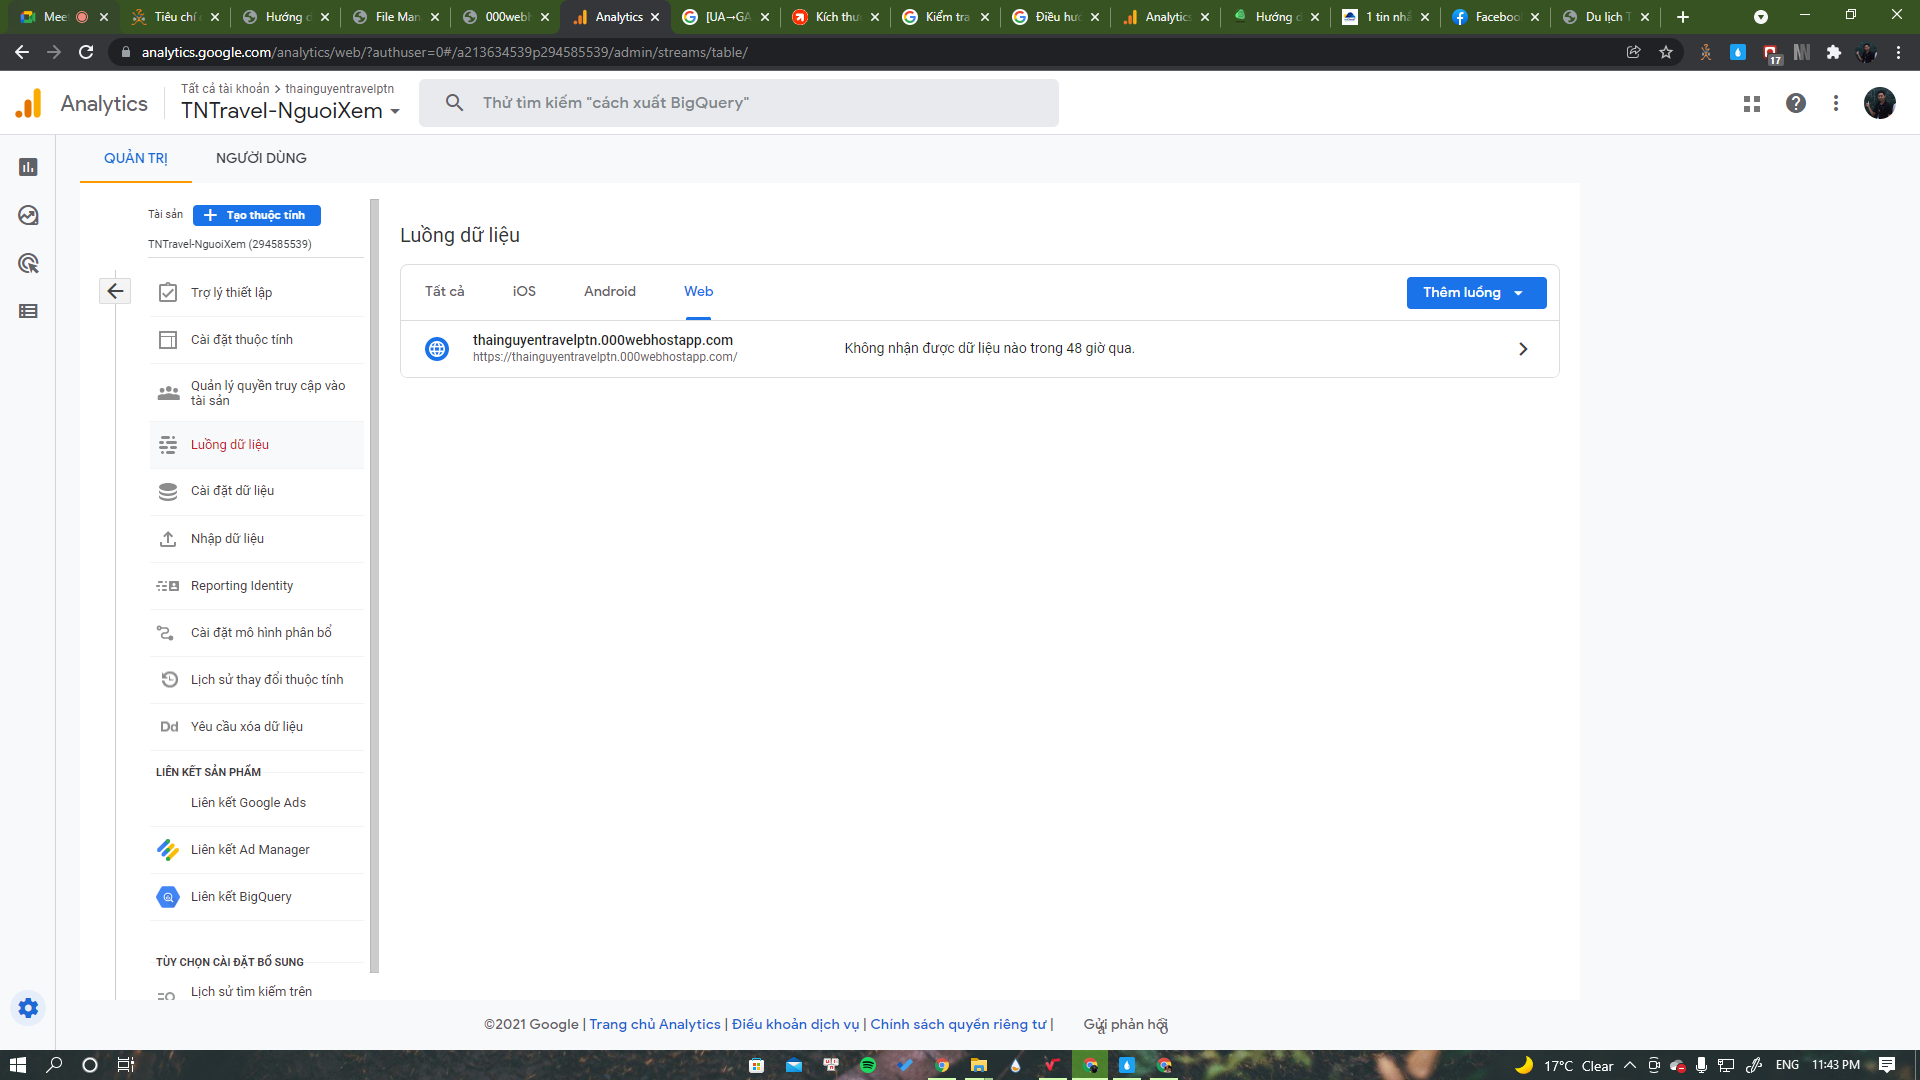 Mee
Tiêu chí
Hướng d
File Man
000webh
Analytics
[UA→GA
Kích thư
Kiểm tra
Điều hướ
Analytics
Hướng d
1 tin nhắ
Faceboo
Du lịch T
analytics.google.com/analytics/web/?authuser=0#/a213634539p294585539/admin/streams/table/
17
Analytics
Tất cả tài khoản > thainguyentravelptn
TNTravel-NguoiXem
Thử tìm kiếm "cách xuất BigQuery"
QUẢN TRỊ
NGƯỜI DÙNG
Tài sản
Tạo thuộc tính
TNTravel-NguoiXem (294585539)
Trợ lý thiết lập
Cài đặt thuộc tính
Quản lý quyền truy cập vào
tài sản
Luồng dữ liệu
Cài đặt dữ liệu
Nhập dữ liệu
Reporting Identity
Cài đặt mô hình phân bổ
Lịch sử thay đổi thuộc tính
Dd Yêu cầu xóa dữ liệu
LIÊN KẾT SẢN PHẨM
Liên kết Google Ads
Liên kết Ad Manager
Liên kết BigQuery
TÙY CHỌN CÀI ĐẶT BỔ SUNG
Lịch sử tìm kiếm trên
Luồng dữ liệu
Tất cả
iOS
Android
Web
Thêm luồng
thainguyentravelptn.000webhostapp.com
https://thainguyentravelptn.000webhostapp.com/
Không nhận được dữ liệu nào trong 48 giờ qua.
©2021 Google | Trang chủ Analytics | Điều khoản dịch vụ | Chính sách quyền riêng tư |
Gửi phản hồi
17°C Clear
ENG
11:43 PM